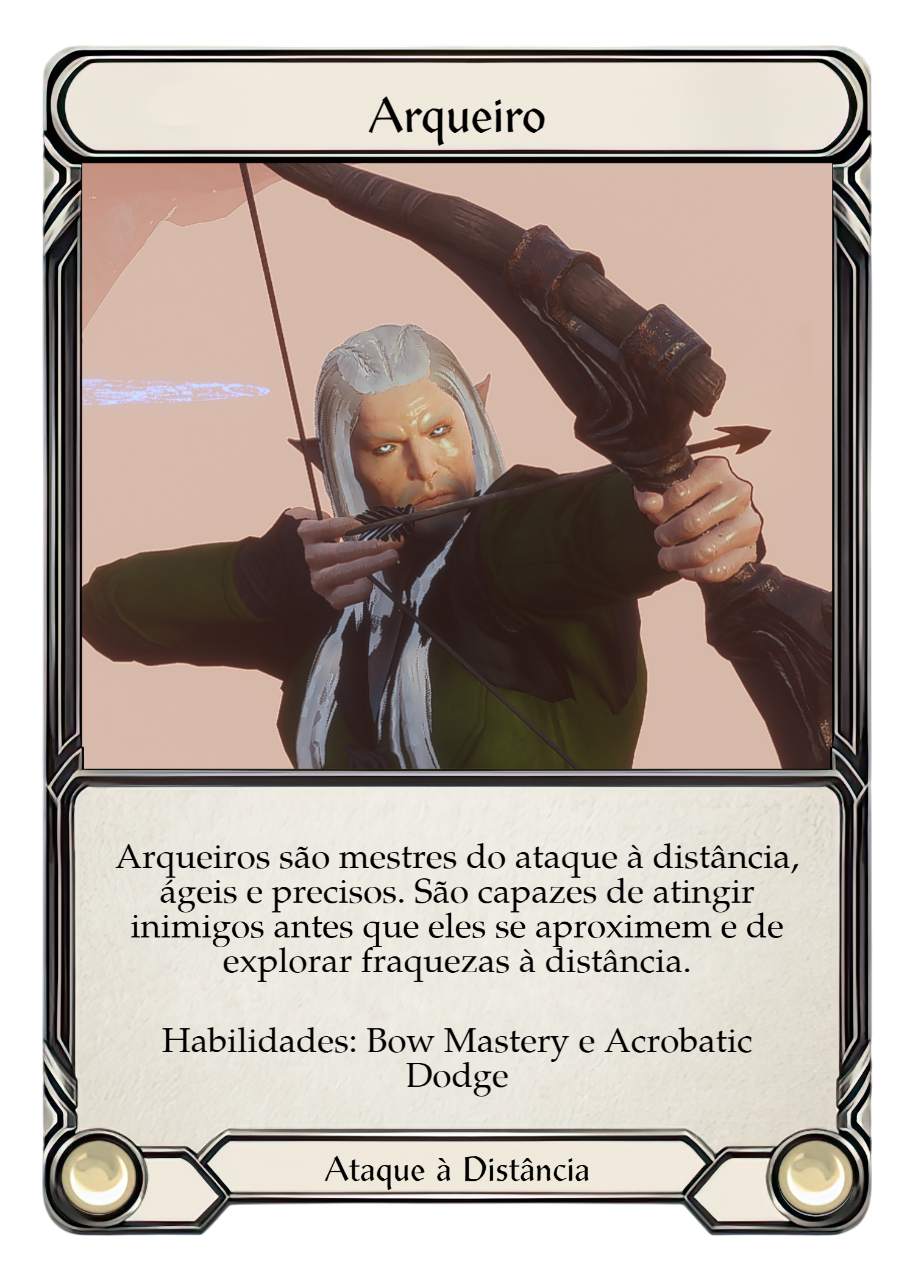 Arqueiro
Arqueiros são mestres do ataque à distância,
ágeis e precisos. São capazes de atingir
inimigos antes que eles se aproximem e de
explorar fraquezas à distância.
Habilidades: Bow Mastery e Acrobatic
Dodge
Ataque à Distância